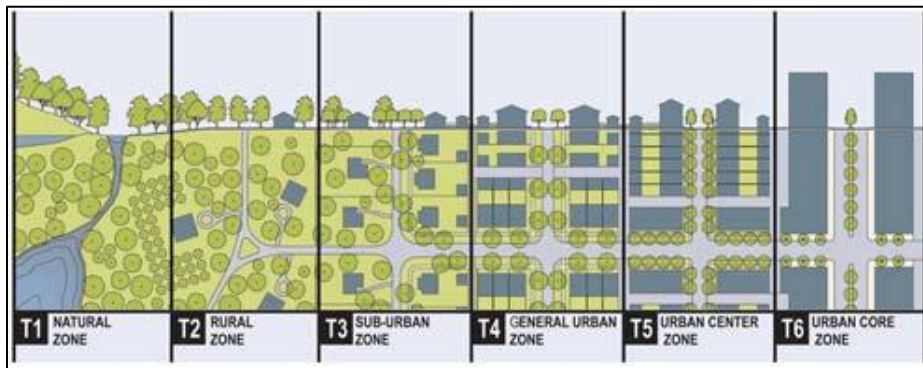 T1 NATURAL
ZONE
T2 RURAL
ZONE
T3 SUB-URBAN
ZONE
T4 GENERAL URBAN
ZONE
T5 URBAN CENTER
ZONE
T6 URBAN CORE
ZONE